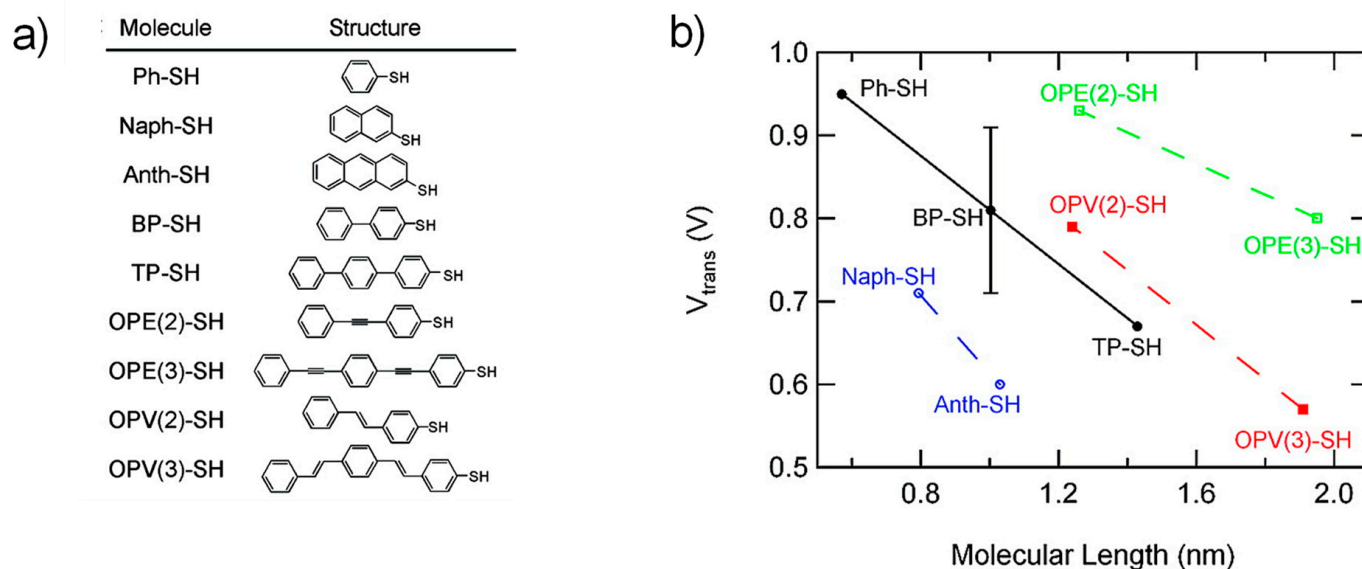 a)
Molecule Structure
Ph-SH SH
Naph-SH SH
Anth-SH SH
BP-SH SH
TP-SH SH
OPE(2)-SH SH
OPE(3)-SH SH
OPV(2)-SH SH
OPV(3)-SH SH
b)
1.0
0.9
0.8
0.7
0.6
0.5
V_trans (V)
Ph-SH
OPE(2)-SH
BP-SH
OPV(2)-SH
OPE(3)-SH
Naph-SH
TP-SH
Anth-SH
OPV(3)-SH
0.8 1.2 1.6 2.0
Molecular Length (nm)